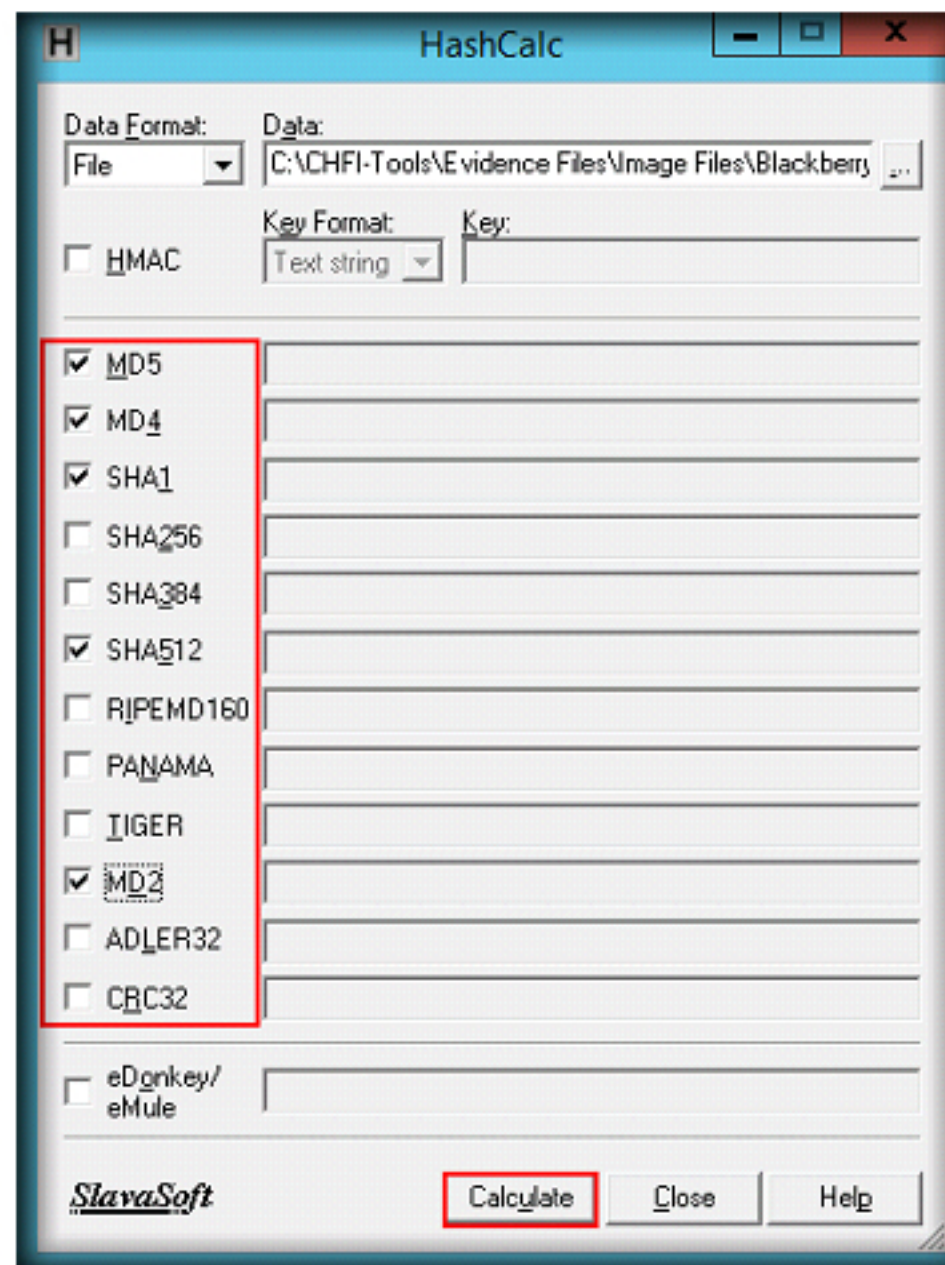 H HashCalc
Data Format: Data:
File C:\CHFI-Tools\Evidence Files\Image Files\Blackberry ...
Key Format: Key:
HMAC Text string
MD5
MD4
SHA1
SHA256
SHA384
SHA512
RIPEMD160
PANAMA
TIGER
MD2
ADLER32
CRC32
eDonkey/
eMule
SlavaSoft Calculate Close Help